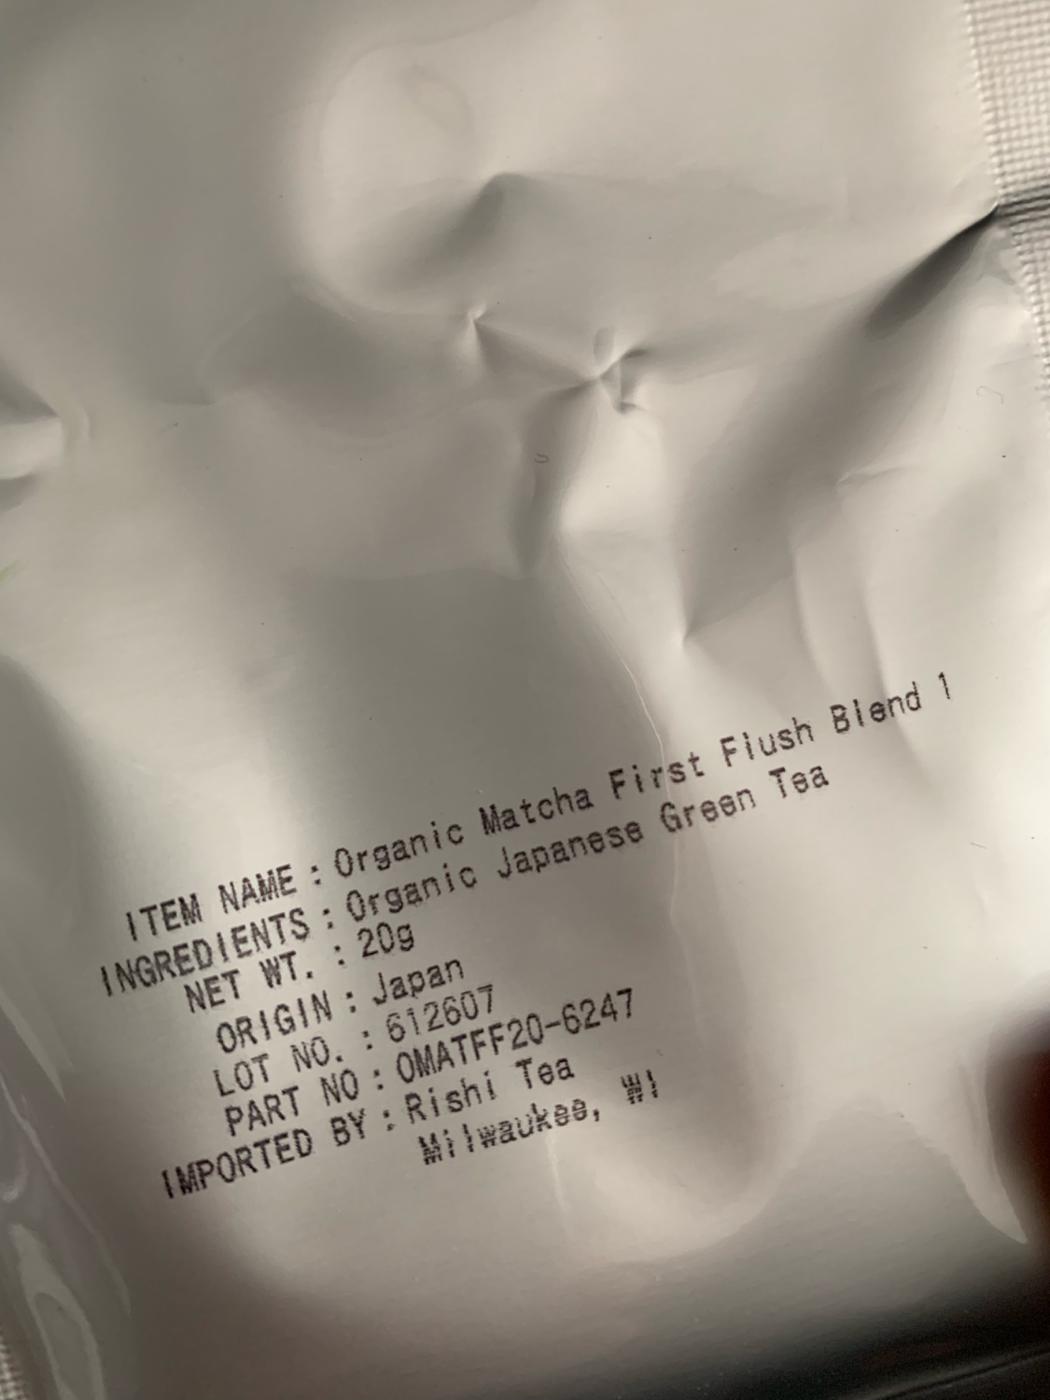 ITEM NAME : Organic Matcha First Flush Blend 1
INGREDIENTS : Organic Japanese Green Tea
NET WT. : 20g
ORIGIN : Japan
LOT NO. : 612607
PART NO : OMATFF20-6247
IMPORTED BY : Rishi Tea
Milwaukee, WI